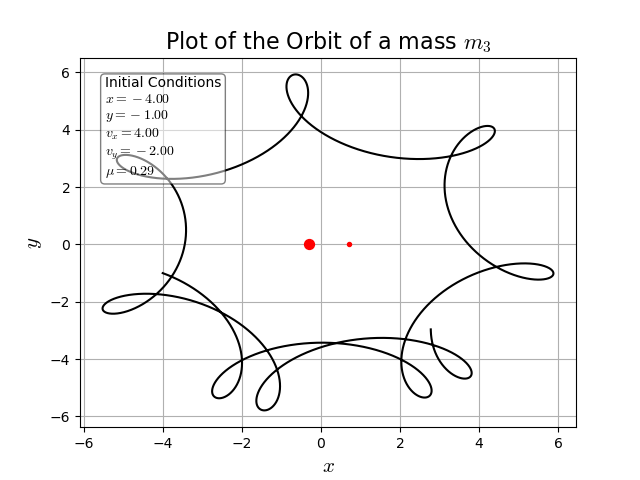 Plot of the Orbit of a mass m₃
Initial Conditions
x = −4.00
y = −1.00
vₓ = 4.00
v_y = −2.00
μ = 0.29
6
4
2
0
−2
−4
−6
y
−6 −4 −2 0 2 4 6
x